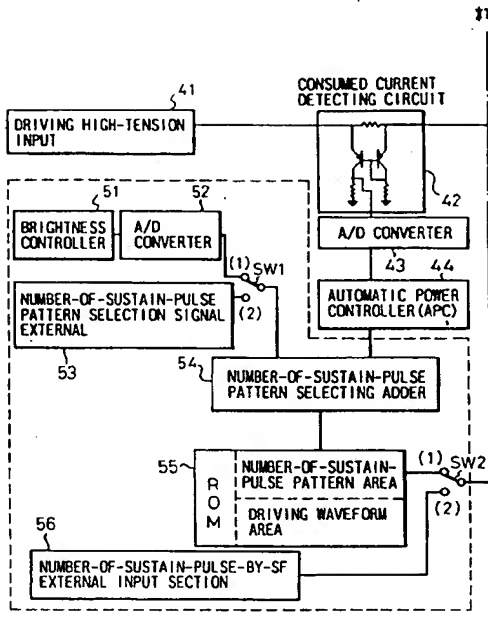 41
DRIVING HIGH-TENSION
INPUT
CONSUMED CURRENT
DETECTING CIRCUIT
42
A/D CONVERTER
43
44
AUTOMATIC POWER
CONTROLLER (APC)
51
BRIGHTNESS
CONTROLLER
52
A/D
CONVERTER
(1)
SW1
(2)
NUMBER-OF-SUSTAIN-PULSE
PATTERN SELECTION SIGNAL
EXTERNAL
53
54
NUMBER-OF-SUSTAIN-PULSE
PATTERN SELECTING ADDER
55
ROM
NUMBER-OF-SUSTAIN-
PULSE PATTERN AREA
DRIVING WAVEFORM
AREA
(1)
SW2
(2)
56
NUMBER-OF-SUSTAIN-PULSE-BY-SF
EXTERNAL INPUT SECTION